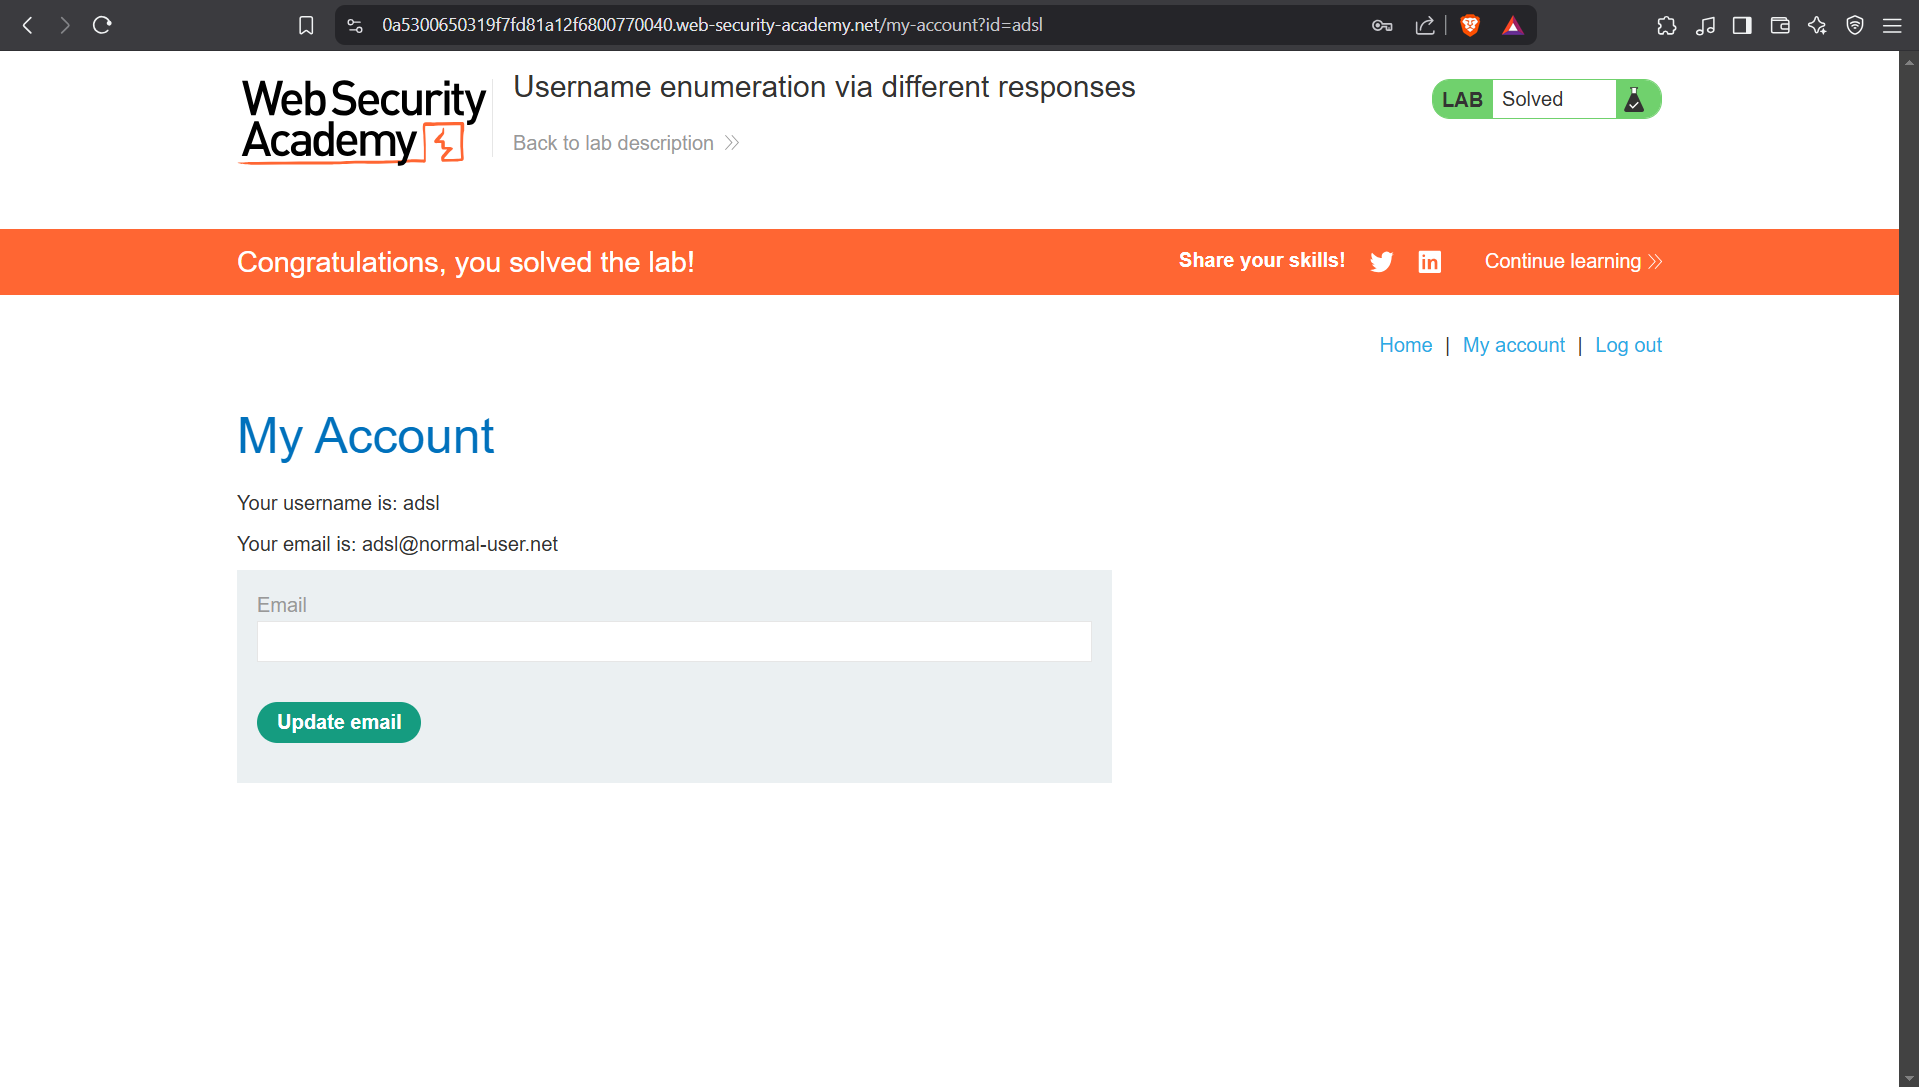 0a5300650319f7fd81a12f6800770040.web-security-academy.net/my-account?id=adsl
Web Security
Academy
Username enumeration via different responses
Back to lab description
LAB Solved
Congratulations, you solved the lab!
Share your skills!
Continue learning
Home | My account | Log out
My Account
Your username is: adsl
Your email is: adsl@normal-user.net
Email
Update email